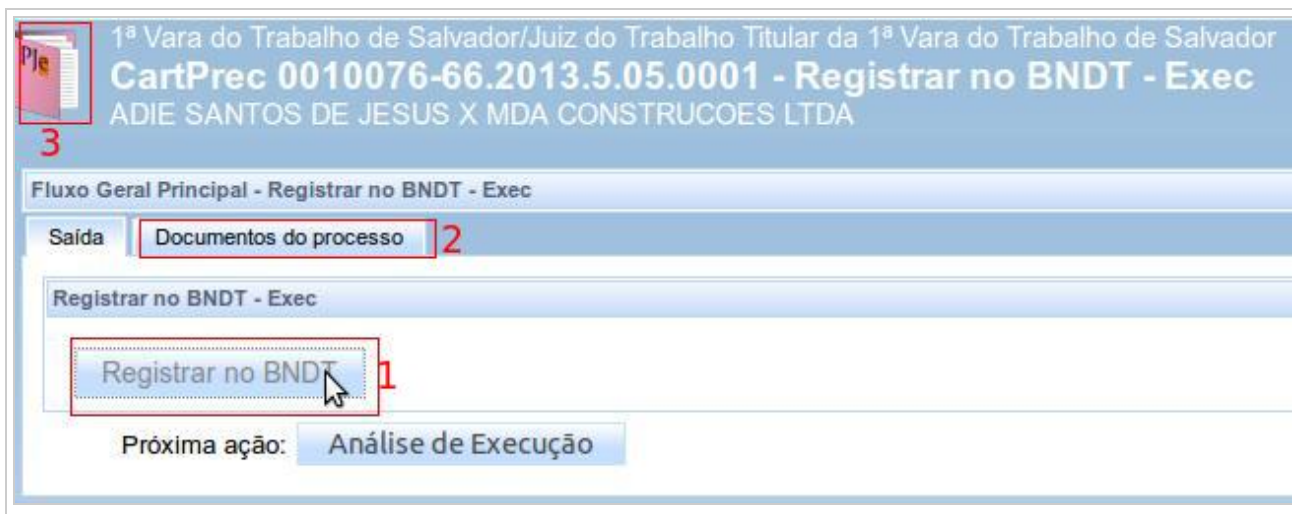 PJe
1ª Vara do Trabalho de Salvador/Juiz do Trabalho Titular da 1ª Vara do Trabalho de Salvador
CartPrec 0010076-66.2013.5.05.0001 - Registrar no BNDT - Exec
ADIE SANTOS DE JESUS X MDA CONSTRUCOES LTDA
3
Fluxo Geral Principal - Registrar no BNDT - Exec
Saída Documentos do processo 2
Registrar no BNDT - Exec
Registrar no BNDT 1
Próxima ação: Análise de Execução